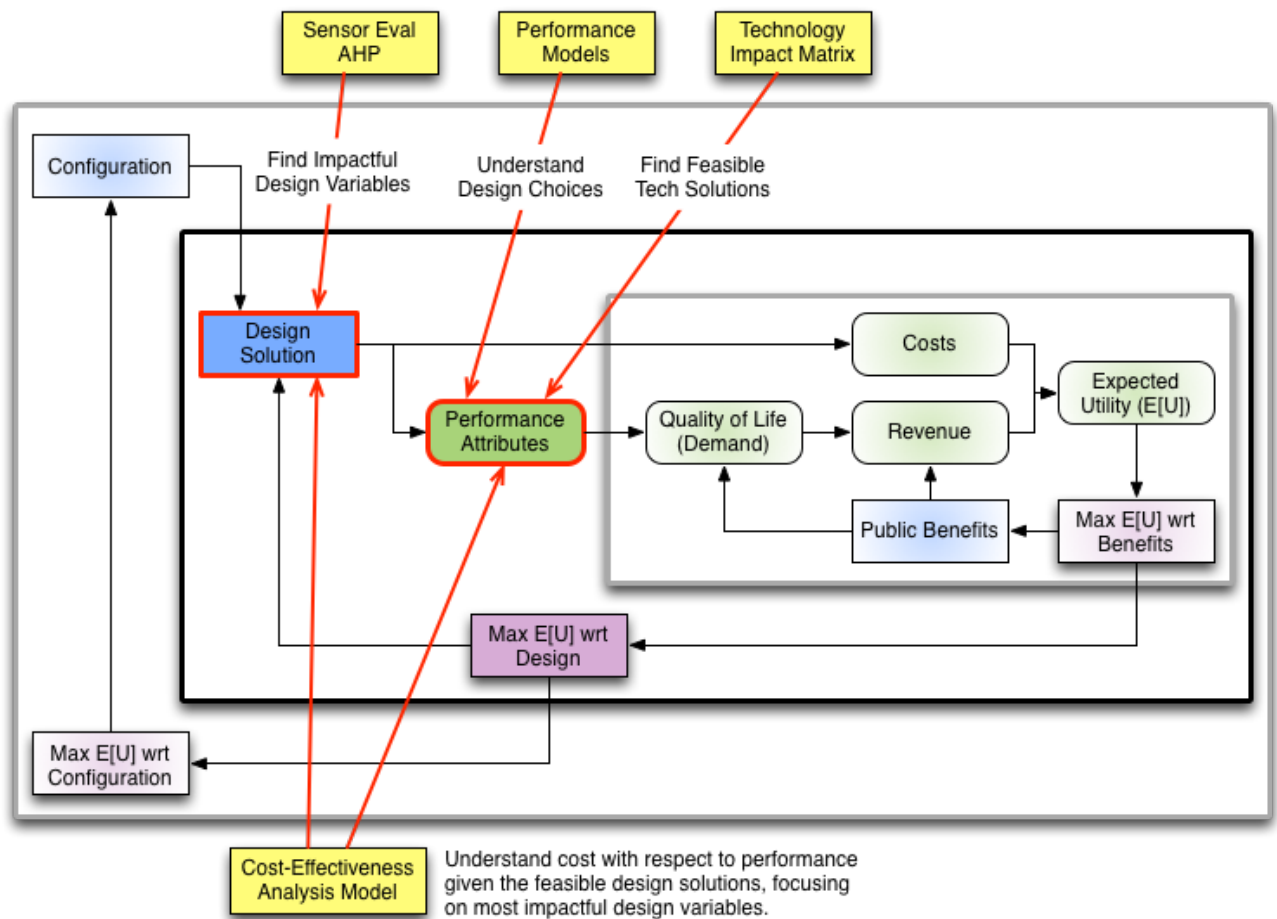 Sensor Eval
AHP
Performance
Models
Technology
Impact Matrix
Configuration
Find Impactful
Design Variables
Understand
Design Choices
Find Feasible
Tech Solutions
Design
Solution
Costs
Expected
Utility (E[U])
Performance
Attributes
Quality of Life
(Demand)
Revenue
Public Benefits
Max E[U] wrt
Benefits
Max E[U] wrt
Design
Max E[U] wrt
Configuration
Cost-Effectiveness
Analysis Model
Understand cost with respect to performance
given the feasible design solutions, focusing
on most impactful design variables.